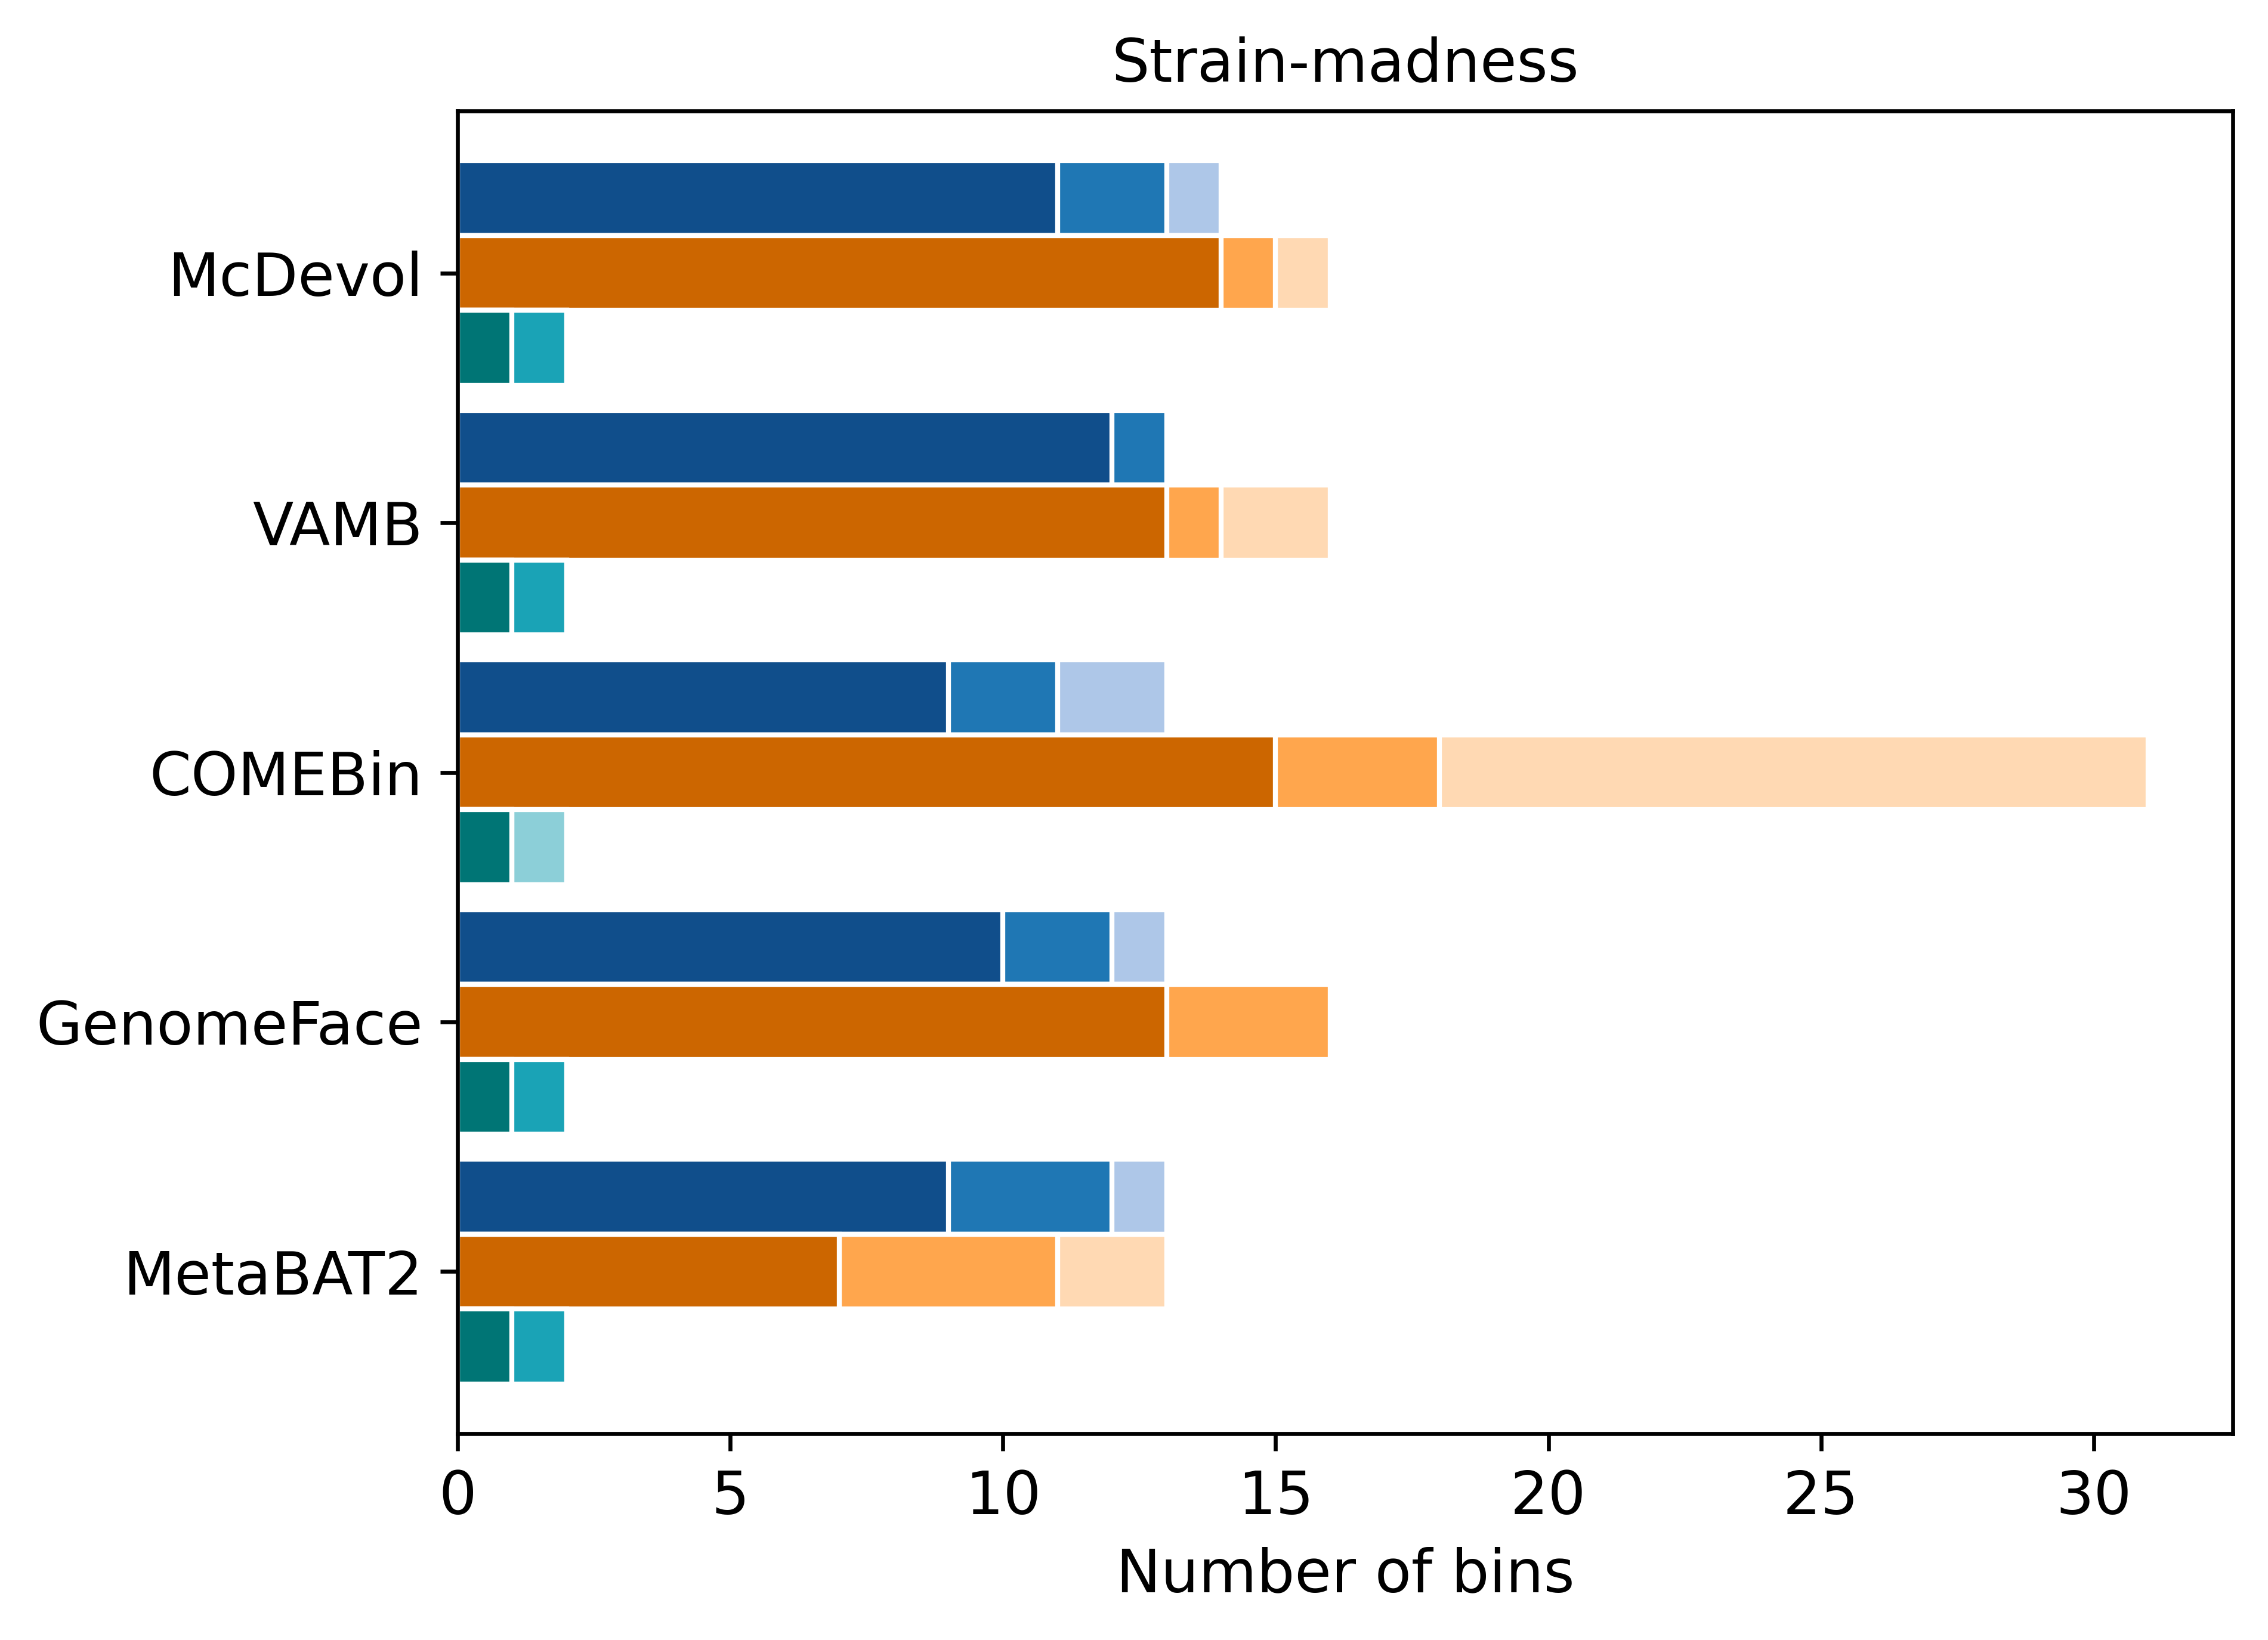 Strain-madness
McDevol
VAMB
COMEBin
GenomeFace
MetaBAT2
0 5 10 15 20 25 30
Number of bins